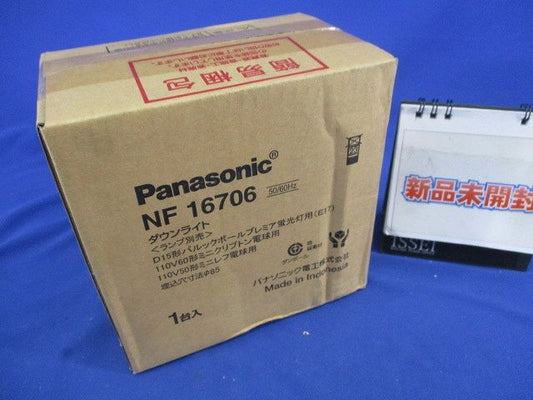 簡易梱包
Panasonic®
NF 16706
50/60Hz
ダウンライト
<ランプ別売>
D15形パルックボールプレミア蛍光灯用(E17)
110V60形ミニクリプトン電球用
110V50形ミニレフ電球用
埋込穴寸法φ85
ダンボール
パナソニック電工株式会社
Made in Indonesia
1台入
新品未開封
ISSEI